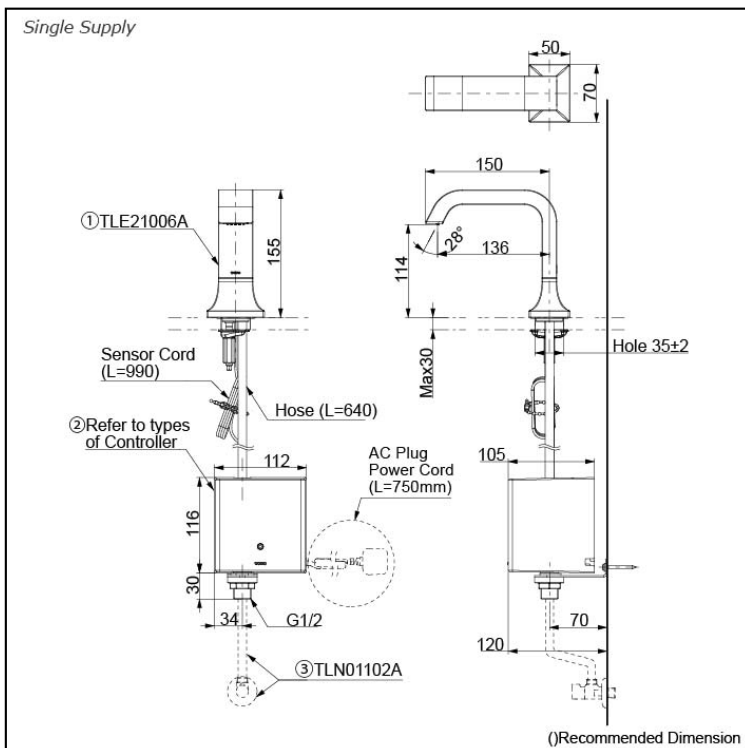 Single Supply
50
70
150
①TLE21006A
155
114
28°
136
Max30
Hole 35±2
Sensor Cord
(L=990)
Hose (L=640)
②Refer to types
of Controller
AC Plug
Power Cord
(L=750mm)
112
105
116
30
34
G1/2
70
120
③TLN01102A
()Recommended Dimension